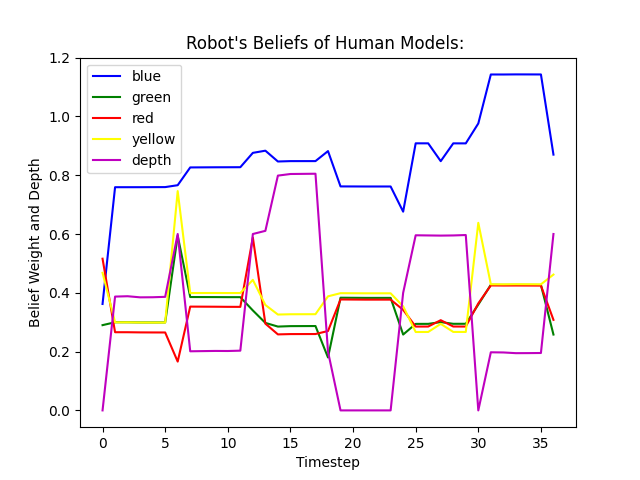 Robot's Beliefs of Human Models:
blue
green
red
yellow
depth
Belief Weight and Depth
1.2
1.0
0.8
0.6
0.4
0.2
0.0
0 5 10 15 20 25 30 35
Timestep